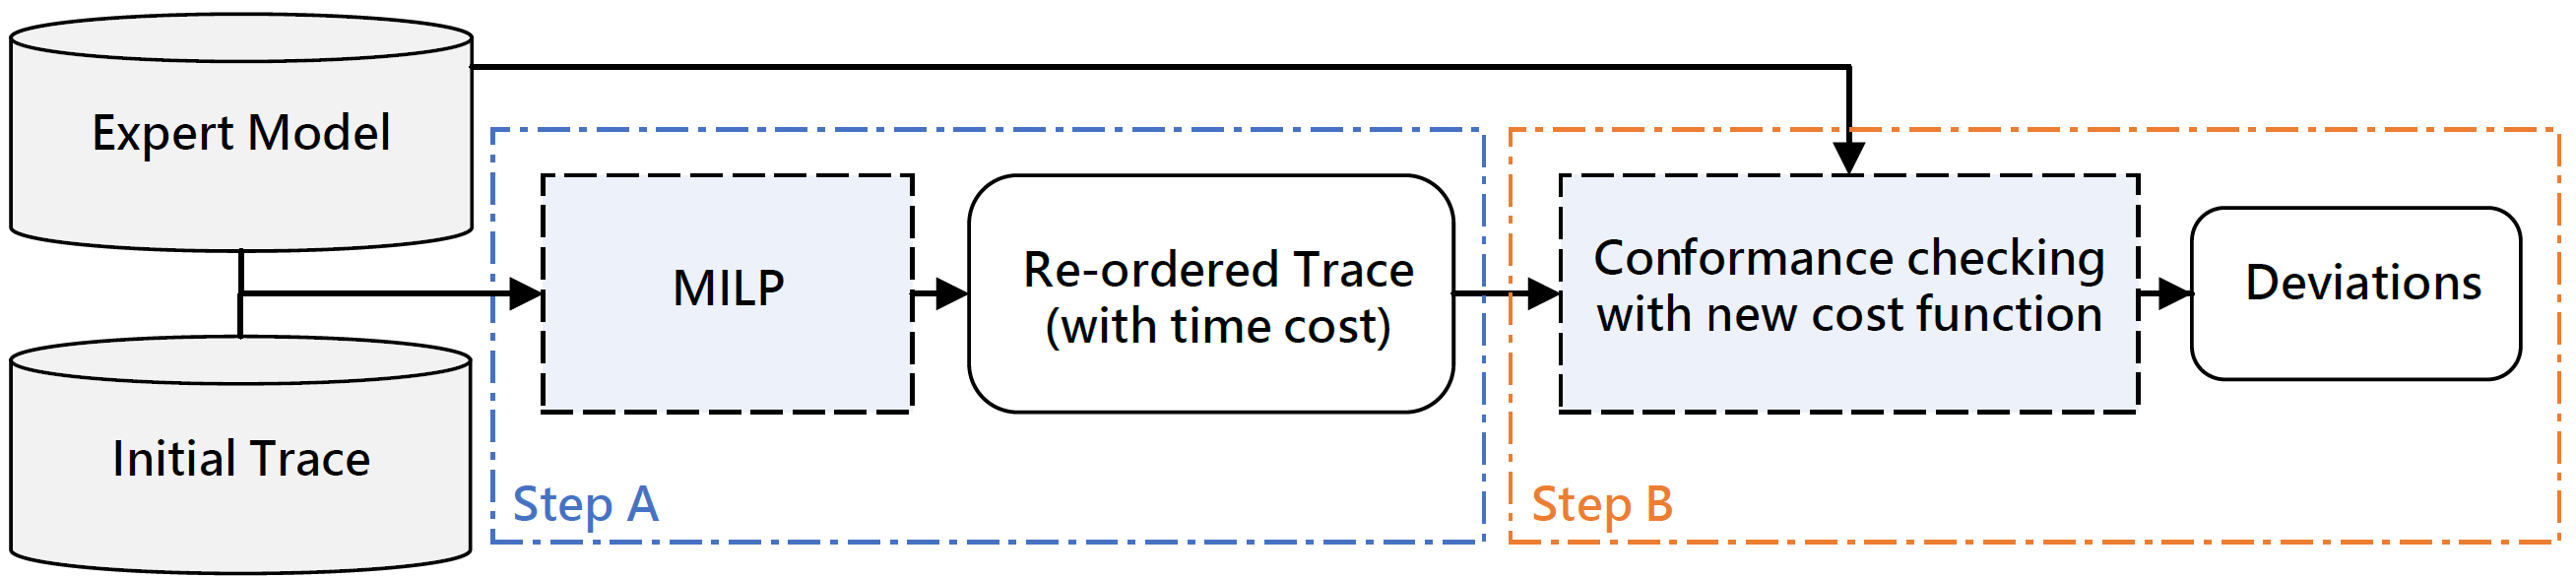 Expert Model
Initial Trace
MILP
Re-ordered Trace
(with time cost)
Step A
Conformance checking
with new cost function
Deviations
Step B